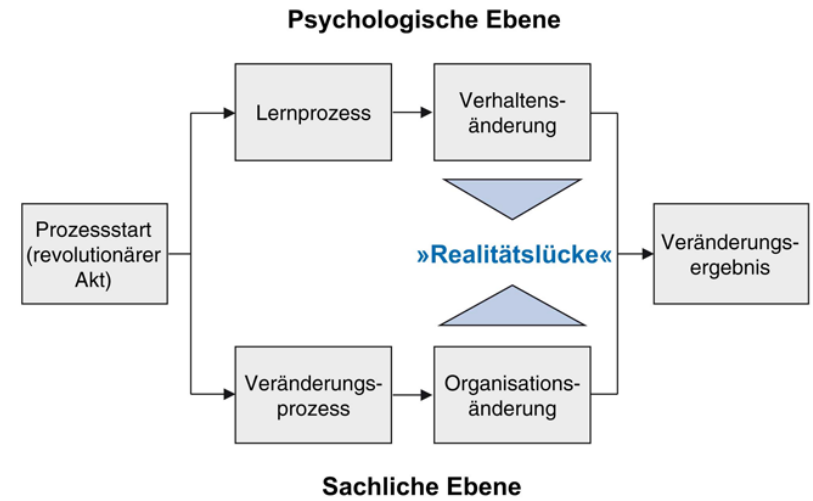 Psychologische Ebene
Lernprozess
Verhaltens-
änderung
Prozessstart
(revolutionärer
Akt)
»Realitätslücke«
Veränderungs-
ergebnis
Veränderungs-
prozess
Organisations-
änderung
Sachliche Ebene